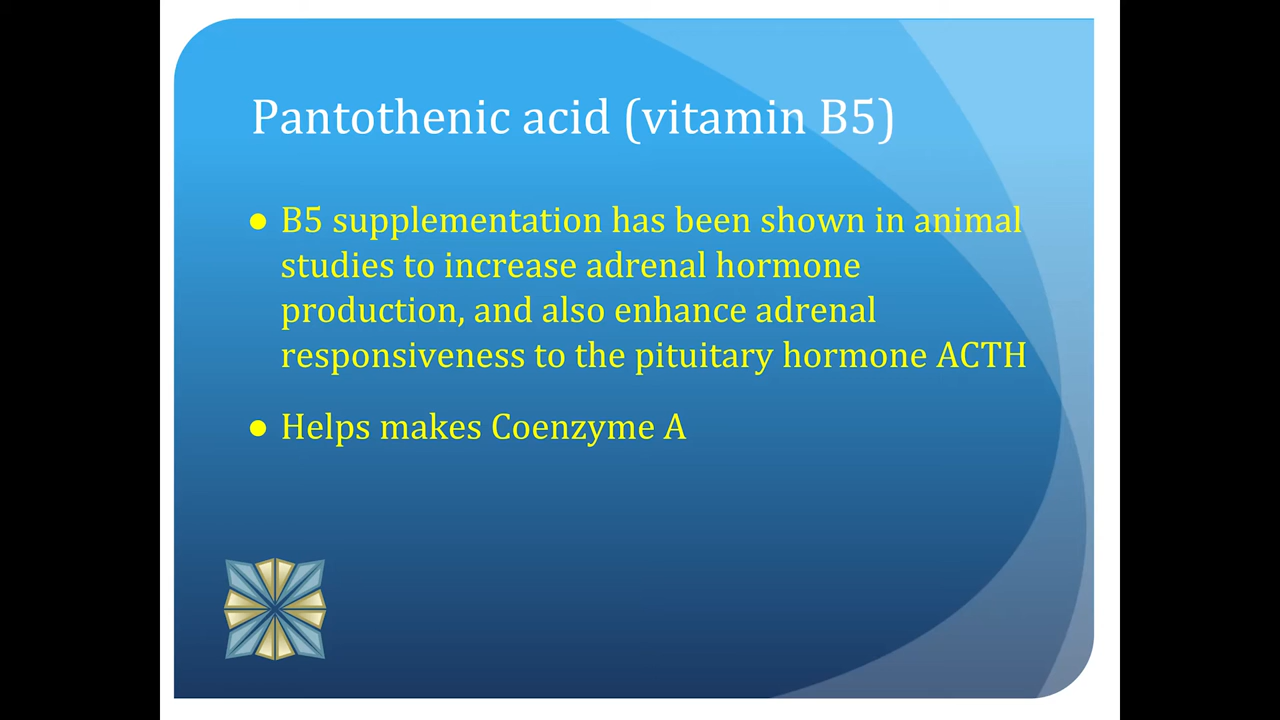 Pantothenic acid (vitamin B5)
● B5 supplementation has been shown in animal
studies to increase adrenal hormone
production, and also enhance adrenal
responsiveness to the pituitary hormone ACTH
● Helps makes Coenzyme A